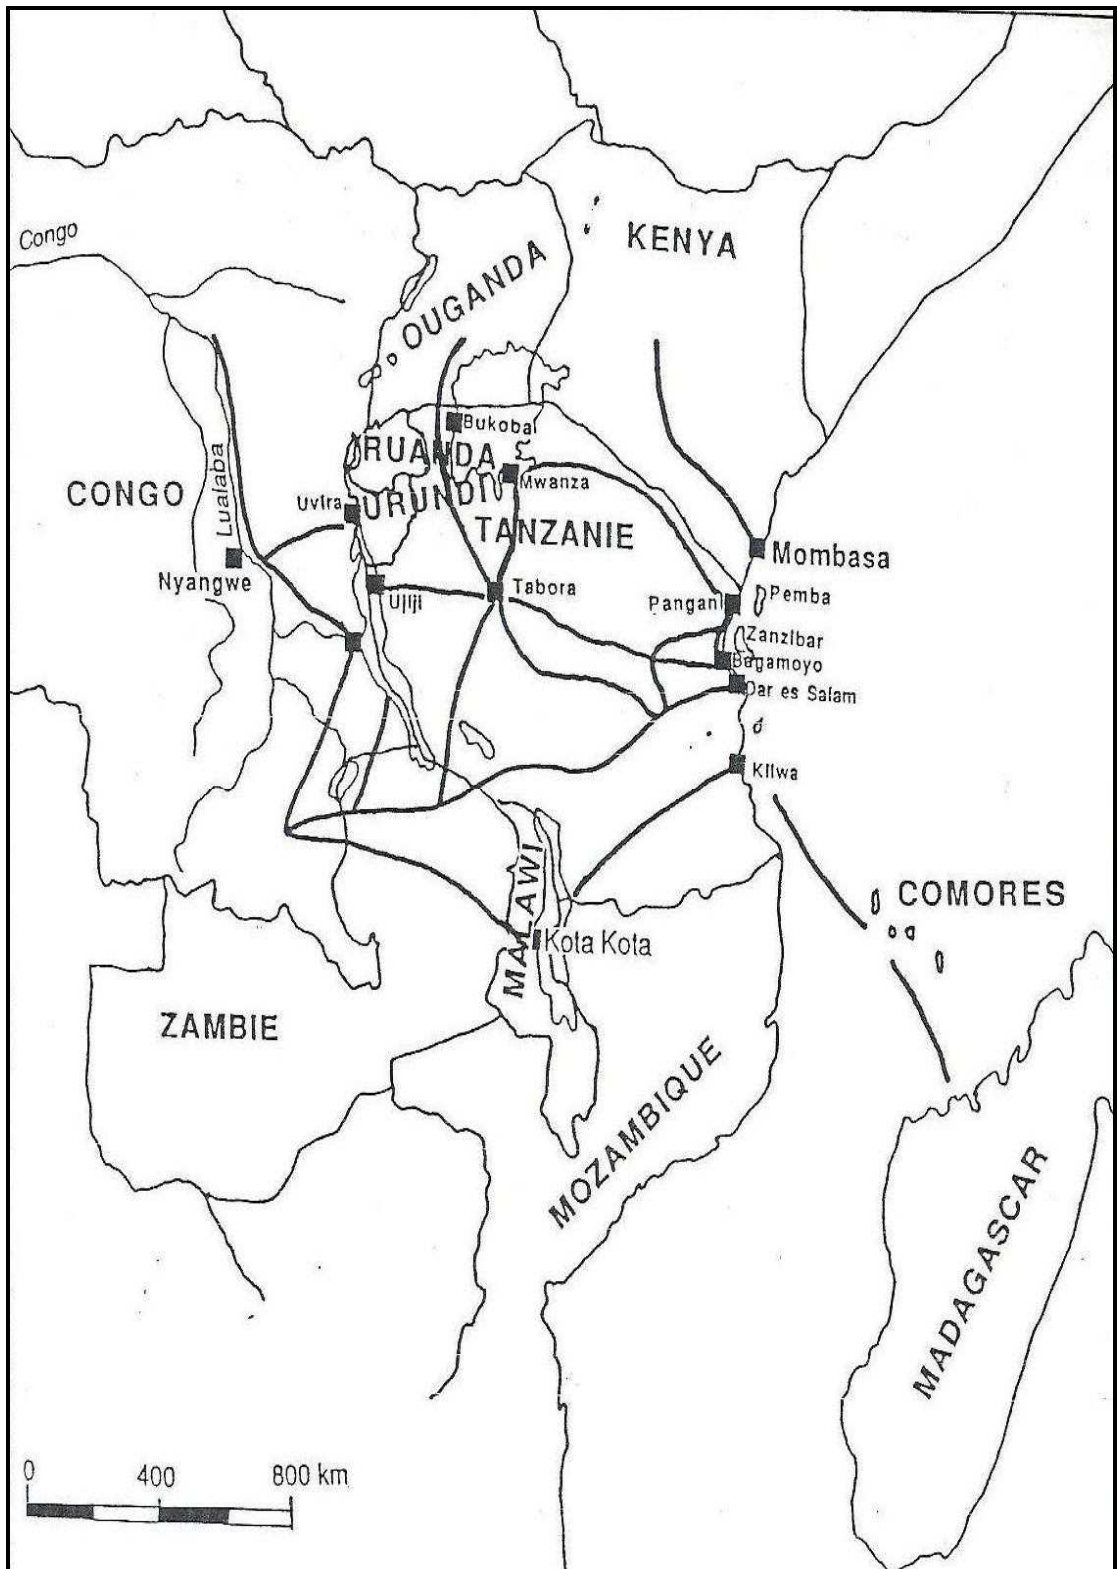 Congo
KENYA
OUGANDA
Bukoba
RUANDA
Mwanza
CONGO
Lualaba
Uvira
URUNDI
TANZANIE
Mombasa
Nyangwe
Ujiji
Tabora
Pangani
Pemba
Zanzibar
Bagamoyo
Dar es Salam
Kilwa
MALAWI
COMORES
Kota Kota
ZAMBIE
MOZAMBIQUE
MADAGASCAR
0 400 800 km